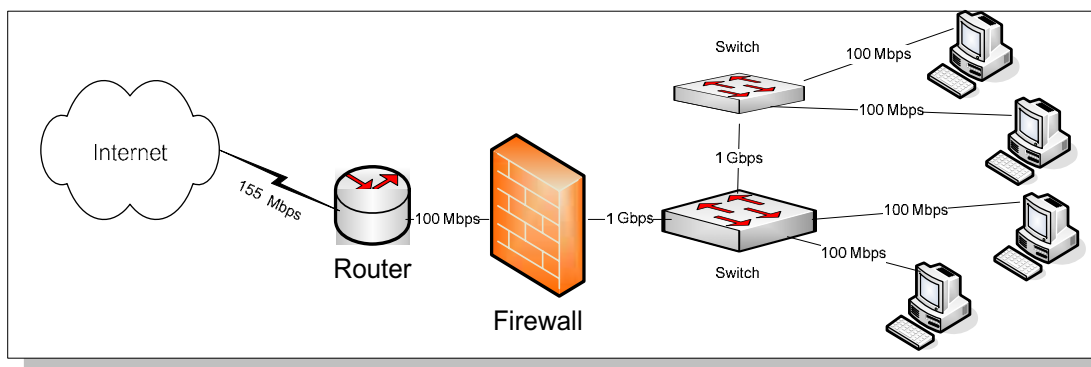 Internet
155 Mbps
Router
100 Mbps
Firewall
1 Gbps
Switch
1 Gbps
Switch
100 Mbps
100 Mbps
100 Mbps
100 Mbps